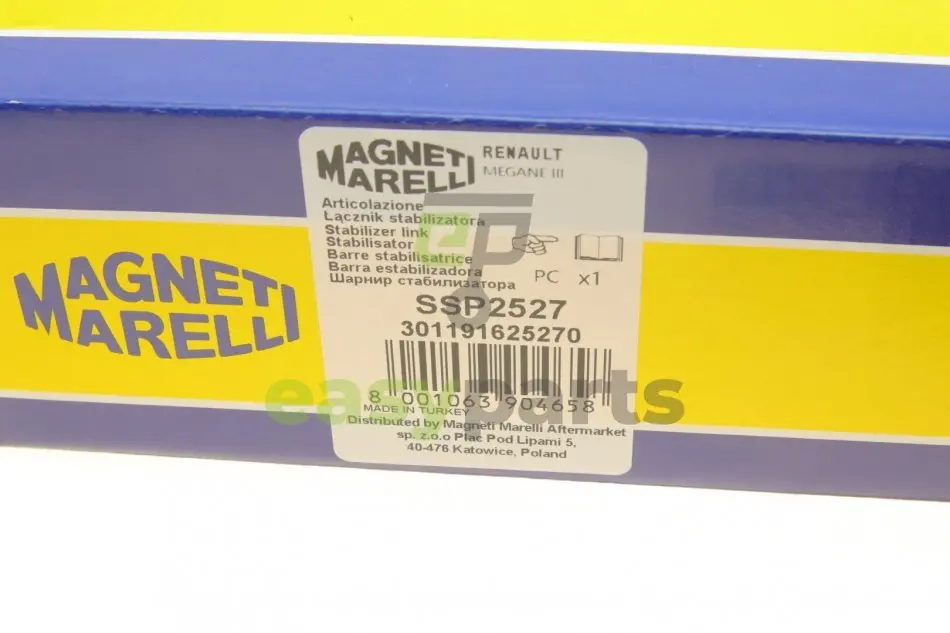 MAGNETI
MARELLI
RENAULT
MEGANE III
Articolazione
Łącznik stabilizatora
Stabilizer link
Stabilisator
Barre stabilisatrice
Barra estabilizadora
Шарнир стабилизатора
PC x1
SSP2527
301191625270
8 001063 904658
MADE IN TURKEY
Distributed by Magneti Marelli Aftermarket
sp. z.o.o Plac Pod Lipami 5,
40-476 Katowice, Poland
MAGNETI
MARELLI
easyparts